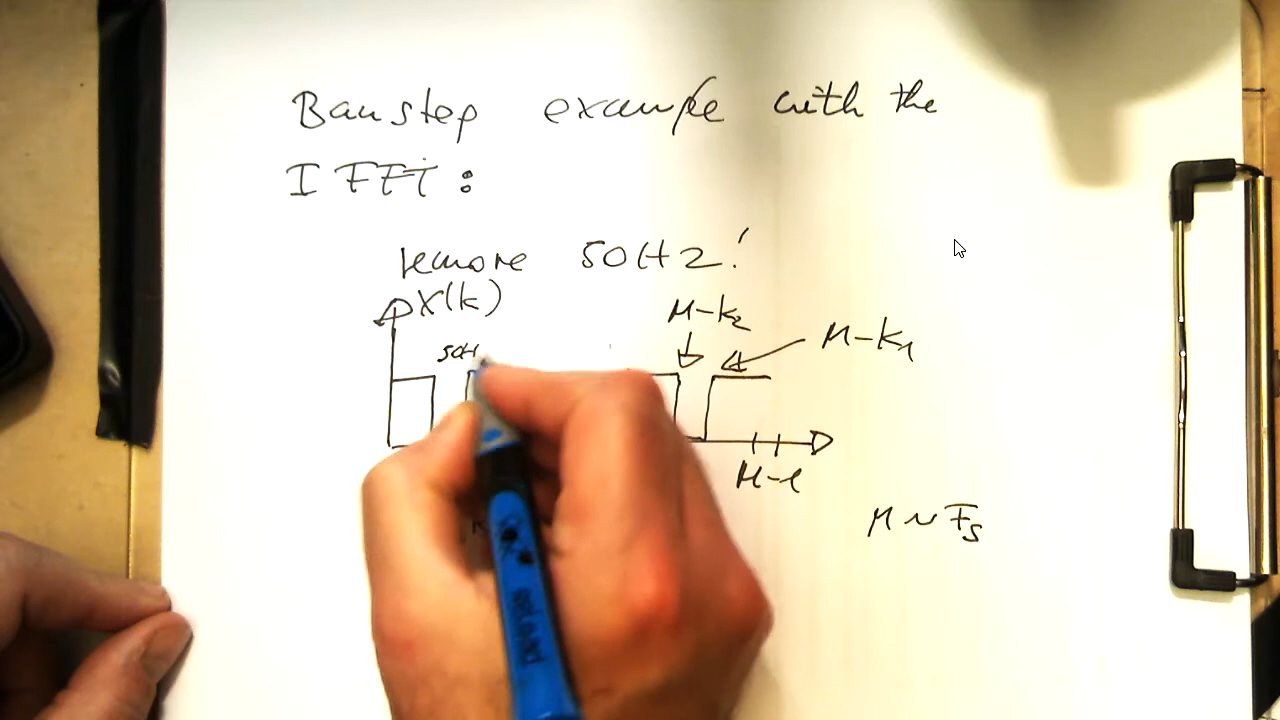 Banstop example with the
IFFT:
remove 50Hz!
X(k)
M-k2
M-k1
50H
M-1
M ~ Fs